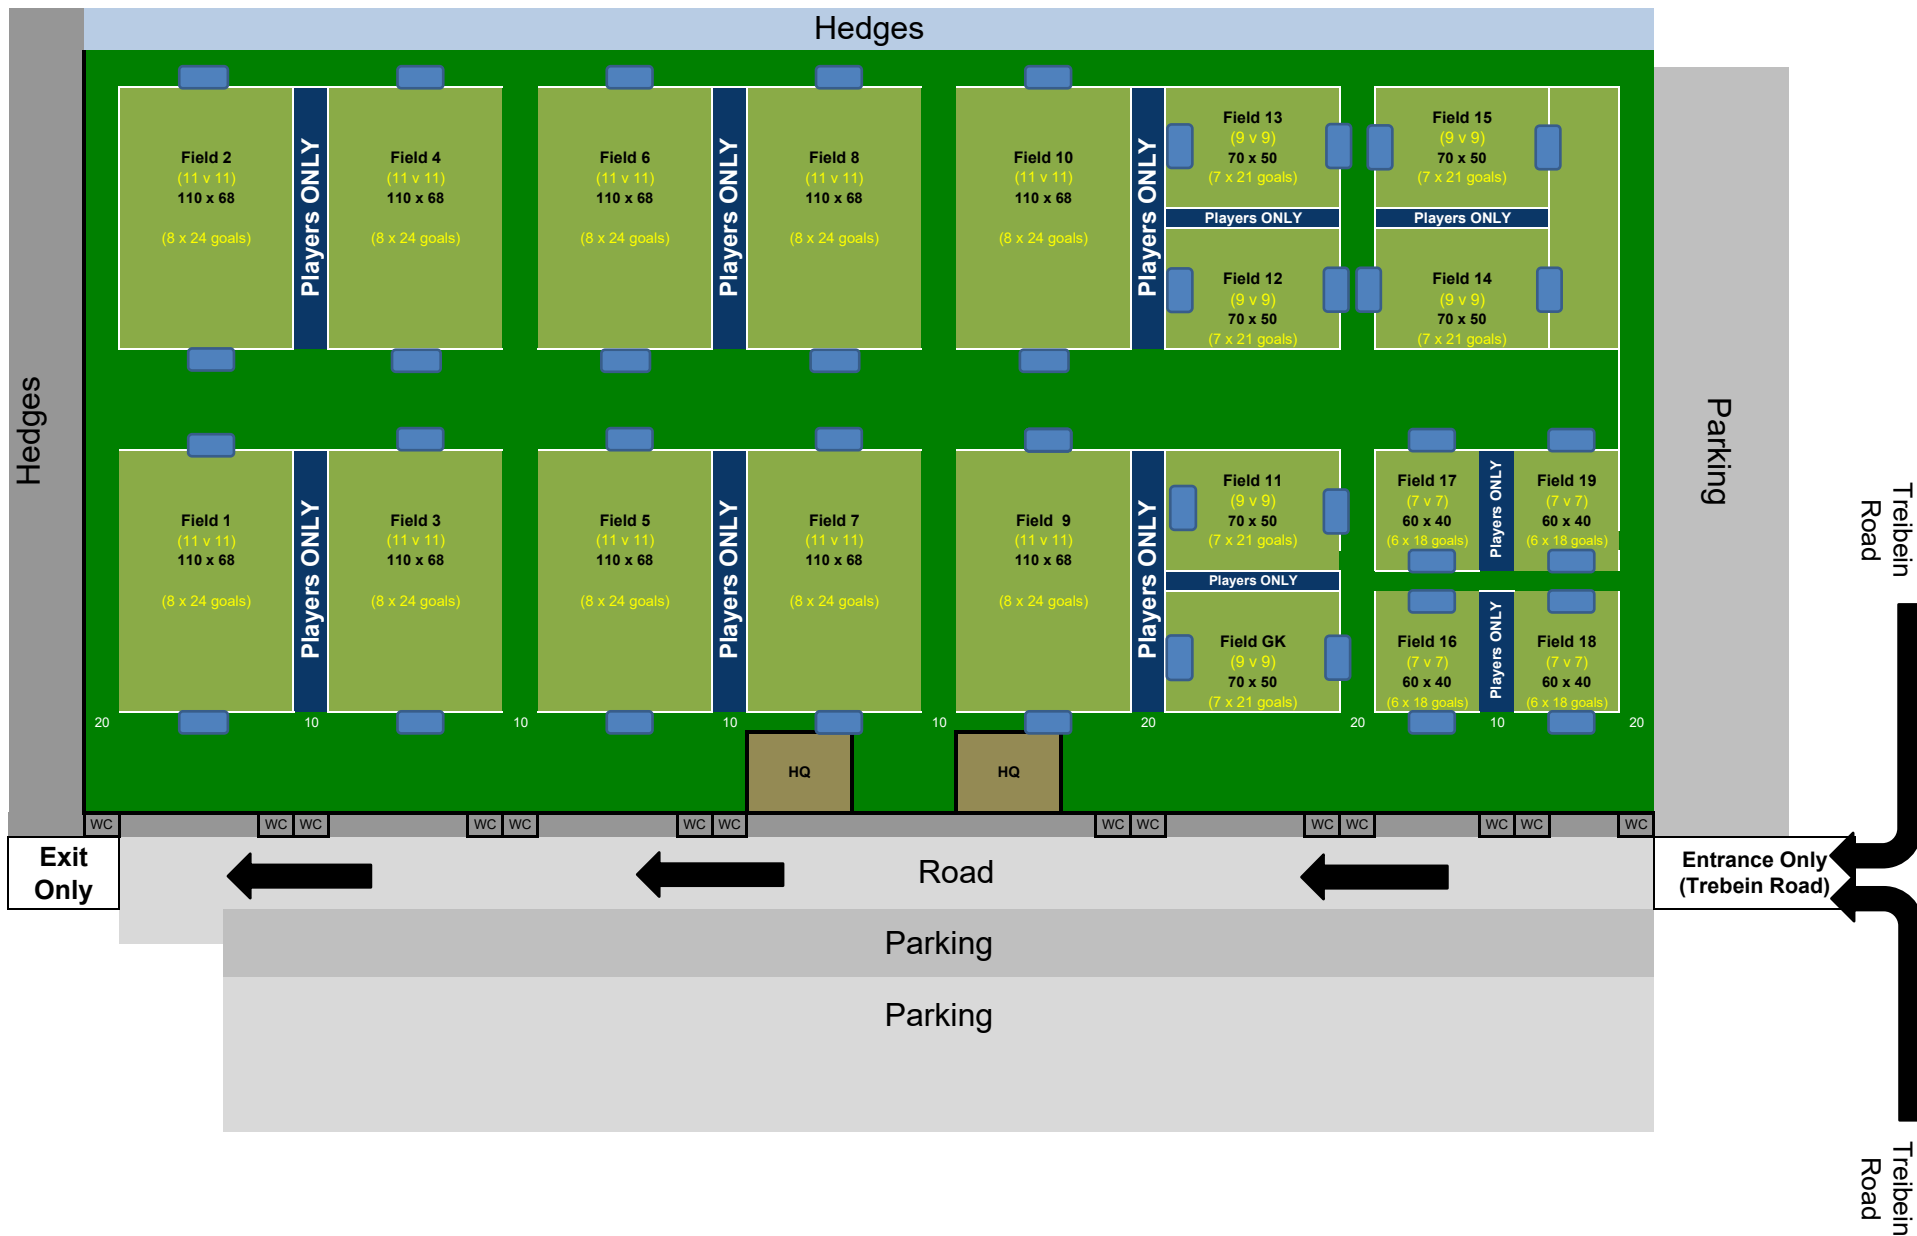 Hedges
Hedges
Field 2
(11 v 11)
110 x 68
(8 x 24 goals)
Players ONLY
Field 4
(11 v 11)
110 x 68
(8 x 24 goals)
Field 6
(11 v 11)
110 x 68
(8 x 24 goals)
Players ONLY
Field 8
(11 v 11)
110 x 68
(8 x 24 goals)
Field 10
(11 v 11)
110 x 68
(8 x 24 goals)
Players ONLY
Field 13
(9 v 9)
70 x 50
(7 x 21 goals)
Players ONLY
Field 12
(9 v 9)
70 x 50
(7 x 21 goals)
Field 15
(9 v 9)
70 x 50
(7 x 21 goals)
Players ONLY
Field 14
(9 v 9)
70 x 50
(7 x 21 goals)
Parking
Treibein
Road
Field 1
(11 v 11)
110 x 68
(8 x 24 goals)
Players ONLY
Field 3
(11 v 11)
110 x 68
(8 x 24 goals)
Field 5
(11 v 11)
110 x 68
(8 x 24 goals)
Players ONLY
Field 7
(11 v 11)
110 x 68
(8 x 24 goals)
Field 9
(11 v 11)
110 x 68
(8 x 24 goals)
Players ONLY
Field 11
(9 v 9)
70 x 50
(7 x 21 goals)
Players ONLY
Field GK
(9 v 9)
70 x 50
(7 x 21 goals)
Field 17
(7 v 7)
60 x 40
(6 x 18 goals)
Players ONLY
Field 19
(7 v 7)
60 x 40
(6 x 18 goals)
Field 16
(7 v 7)
60 x 40
(6 x 18 goals)
Players ONLY
Field 18
(7 v 7)
60 x 40
(6 x 18 goals)
20
10
10
10
10
20
20
10
20
HQ
HQ
WC
WC
WC
WC
WC
WC
WC
WC
WC
WC
WC
WC
WC
WC
Exit
Only
Road
Entrance Only
(Trebein Road)
Parking
Parking
Treibein
Road